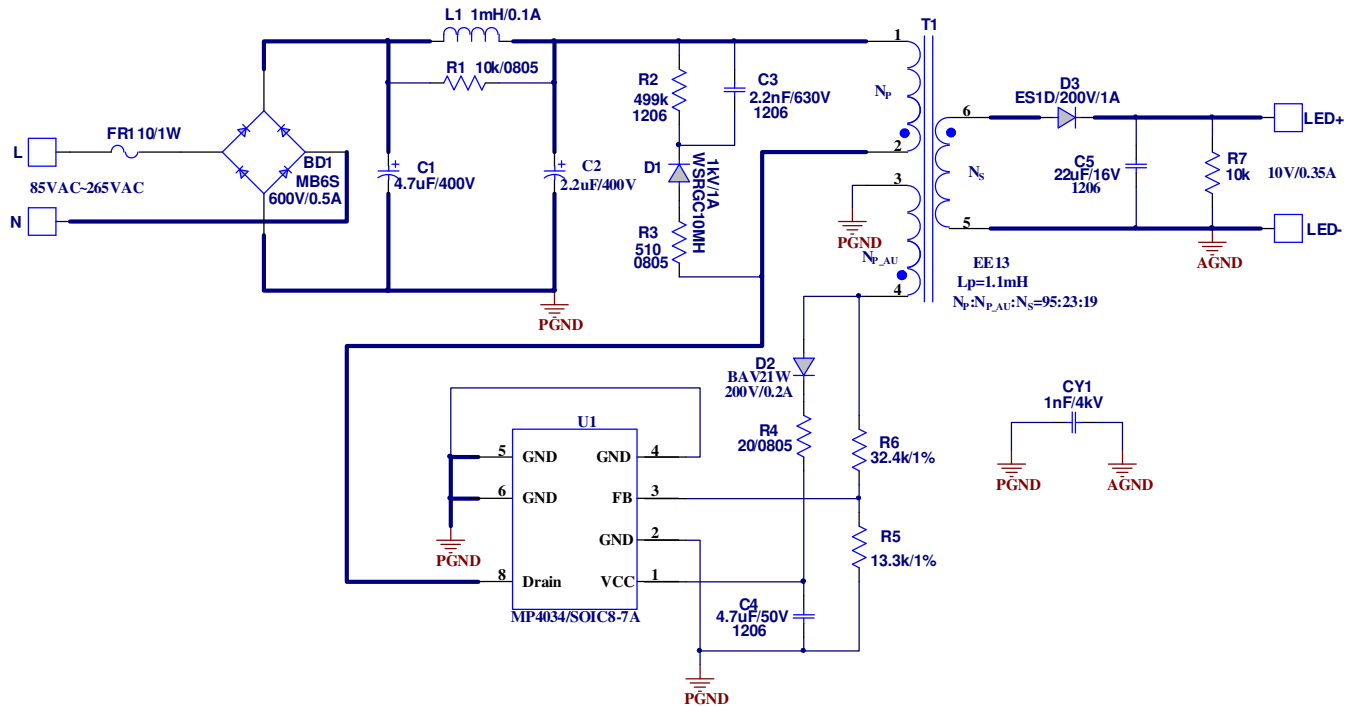 L1 1mH/0.1A
R1 10k/0805
T1
1
R2
499k
1206
C3
2.2nF/630V
1206
NP
D3
ES1D/200V/1A
6
LED+
FR1 10/1W
L
BD1
MB6S
600V/0.5A
85VAC~265VAC
N
C1
4.7uF/400V
C2
2.2uF/400V
D1
1kV/1A
WSRGC10MH
2
3
NS
C5
22uF/16V
1206
R7
10k
10V/0.35A
R3
510
0805
PGND
NP_AU
5
LED-
AGND
4
EE13
Lp=1.1mH
NP:NP_AU:NS=95:23:19
PGND
D2
BAV21W
200V/0.2A
CY1
1nF/4kV
PGND
AGND
U1
R4
20/0805
R6
32.4k/1%
5
GND
GND
4
6
GND
FB
3
GND
2
PGND
R5
13.3k/1%
8
Drain
VCC
1
MP4034/SOIC8-7A
C4
4.7uF/50V
1206
PGND